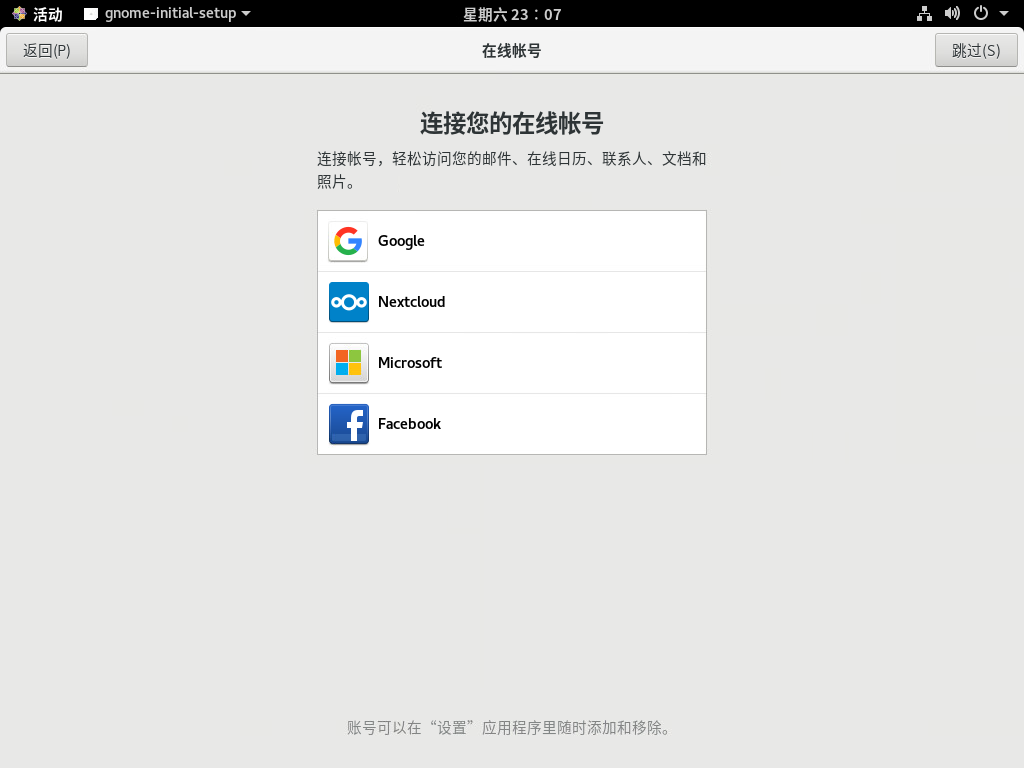 活动 gnome-initial-setup 星期六 23：07
返回(P) 在线帐号 跳过(S)
连接您的在线帐号
连接帐号，轻松访问您的邮件、在线日历、联系人、文档和
照片。
Google
Nextcloud
Microsoft
Facebook
账号可以在“设置”应用程序里随时添加和移除。